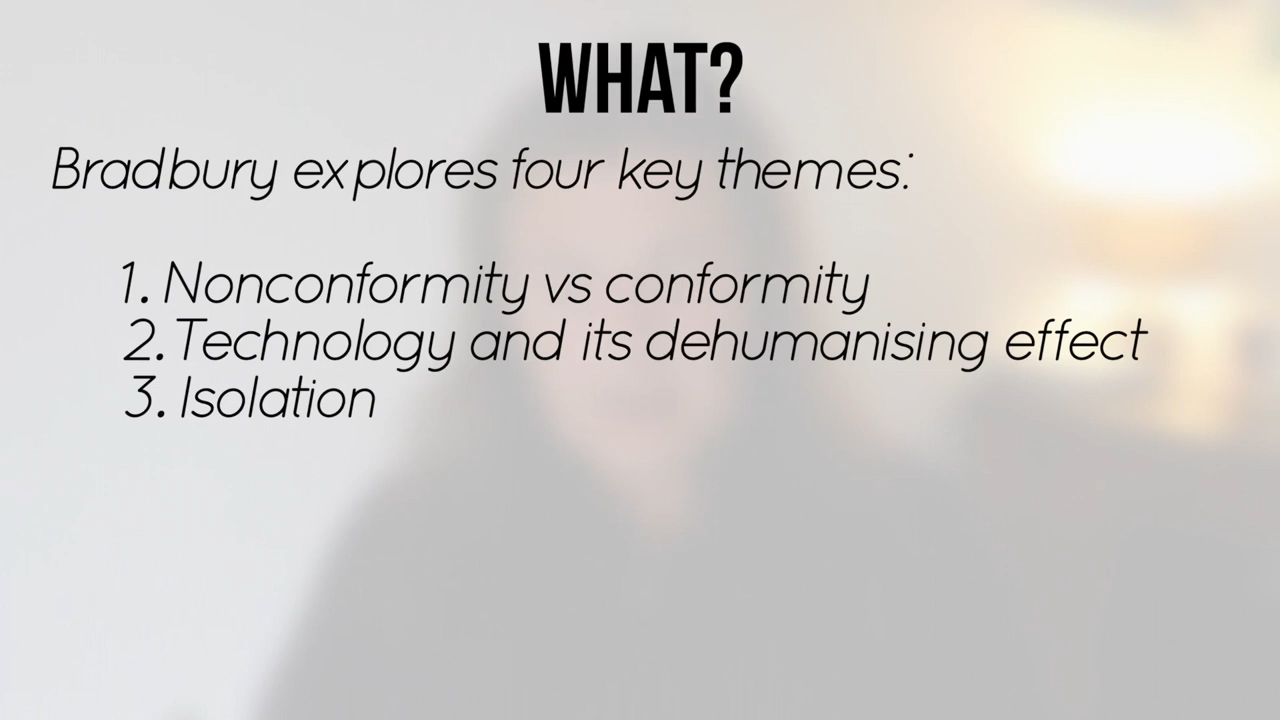 WHAT?
Bradbury explores four key themes:
1. Nonconformity vs conformity
2. Technology and its dehumanising effect
3. Isolation